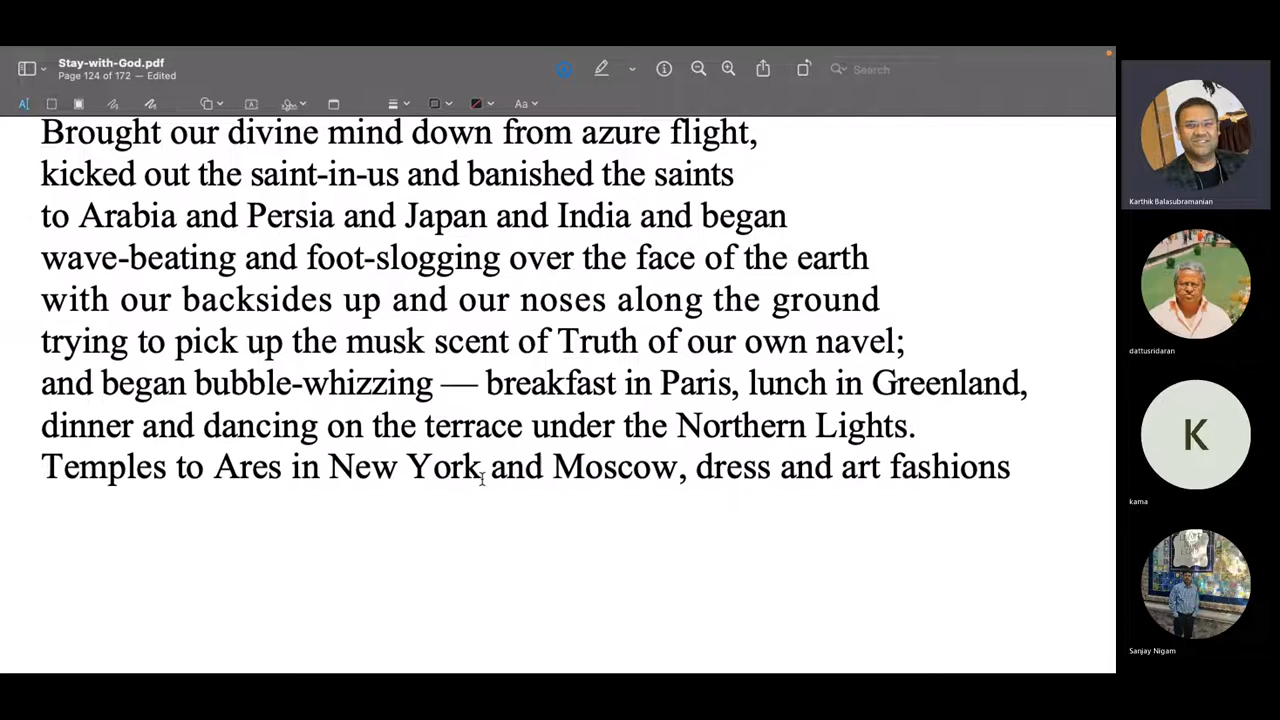 Stay-with-God.pdf
Page 124 of 172 — Edited
Search
Brought our divine mind down from azure flight,
kicked out the saint-in-us and banished the saints
to Arabia and Persia and Japan and India and began
wave-beating and foot-slogging over the face of the earth
with our backsides up and our noses along the ground
trying to pick up the musk scent of Truth of our own navel;
and began bubble-whizzing — breakfast in Paris, lunch in Greenland,
dinner and dancing on the terrace under the Northern Lights.
Temples to Ares in New York and Moscow, dress and art fashions
Karthik Balasubramanian
dattusridaran
K
kama
Sanjay Nigam